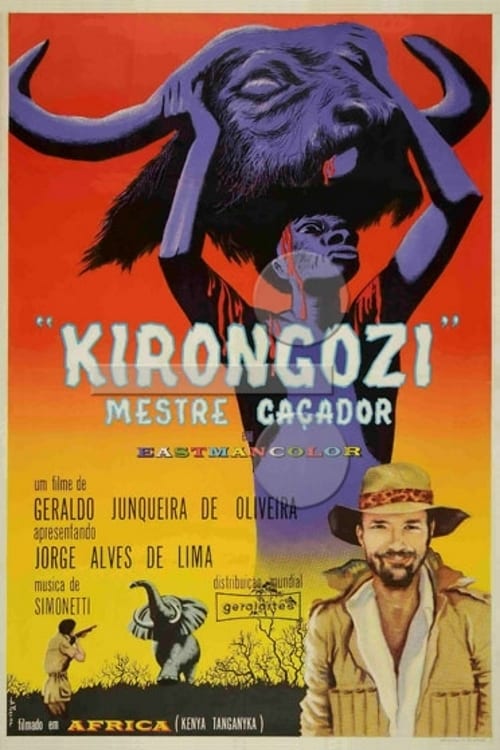 "KIRONGOZI"
MESTRE CAÇADOR
em
EASTMANCOLOR
um filme de
GERALDO JUNQUEIRA DE OLIVEIRA
apresentando
JORGE ALVES DE LIMA
musica de
SIMONETTI
distribuição mundial
geralartes
filmado em AFRICA (KENYA TANGANYKA)